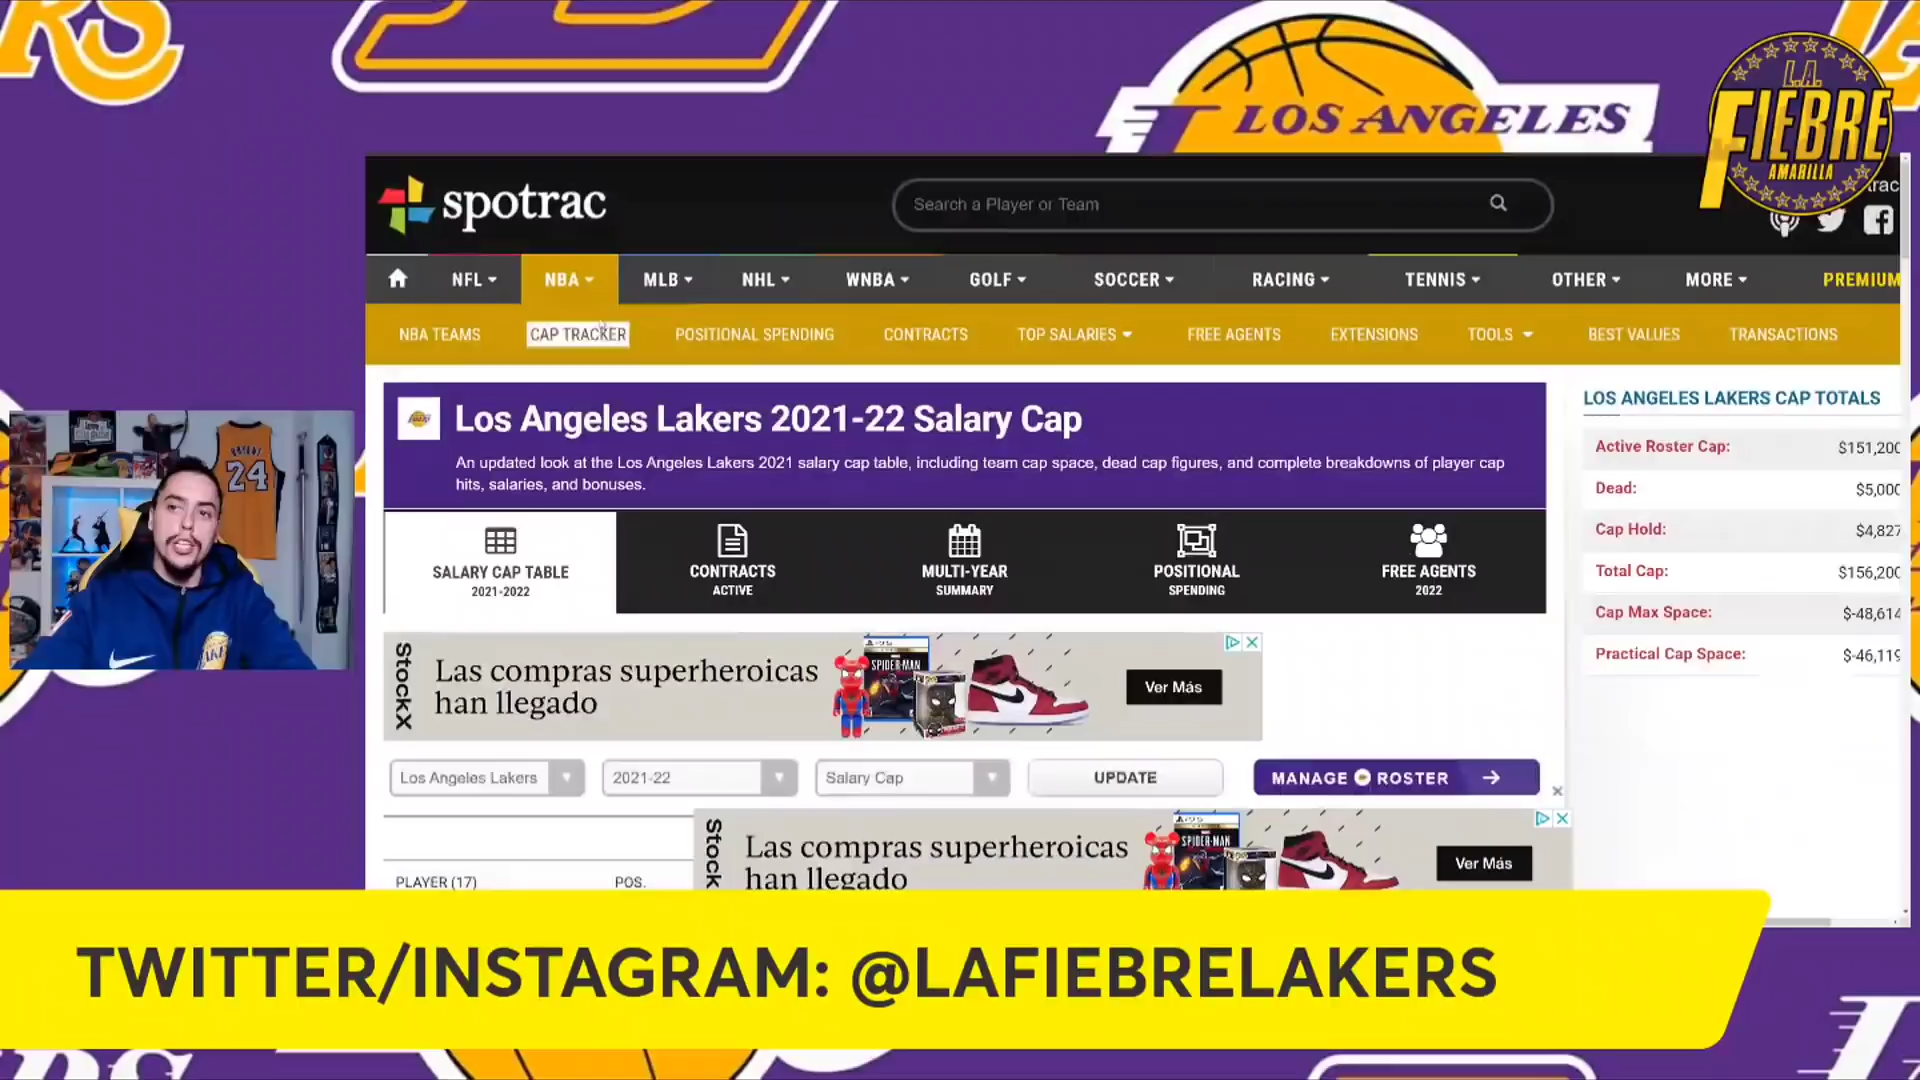 LOS ANGELES
L.A.
FIEBRE
AMARILLA
spotrac
Search a Player or Team
NFL
NBA
MLB
NHL
WNBA
GOLF
SOCCER
RACING
TENNIS
OTHER
MORE
PREMIUM
NBA TEAMS
CAP TRACKER
POSITIONAL SPENDING
CONTRACTS
TOP SALARIES
FREE AGENTS
EXTENSIONS
TOOLS
BEST VALUES
TRANSACTIONS
Los Angeles Lakers 2021-22 Salary Cap
An updated look at the Los Angeles Lakers 2021 salary cap table, including team cap space, dead cap figures, and complete breakdowns of player cap
hits, salaries, and bonuses.
LOS ANGELES LAKERS CAP TOTALS
Active Roster Cap: $151,200
Dead: $5,000
Cap Hold: $4,827
Total Cap: $156,200
Cap Max Space: $-48,614
Practical Cap Space: $-46,119
SALARY CAP TABLE
2021-2022
CONTRACTS
ACTIVE
MULTI-YEAR
SUMMARY
POSITIONAL
SPENDING
FREE AGENTS
2022
24
StockX
Las compras superheroicas
han llegado
SPIDER-MAN
Ver Más
Los Angeles Lakers
2021-22
Salary Cap
UPDATE
MANAGE ROSTER
Stock
Las compras superheroicas
han llegado
SPIDER-MAN
Ver Más
PLAYER (17)
POS.
TWITTER/INSTAGRAM: @LAFIEBRELAKERS